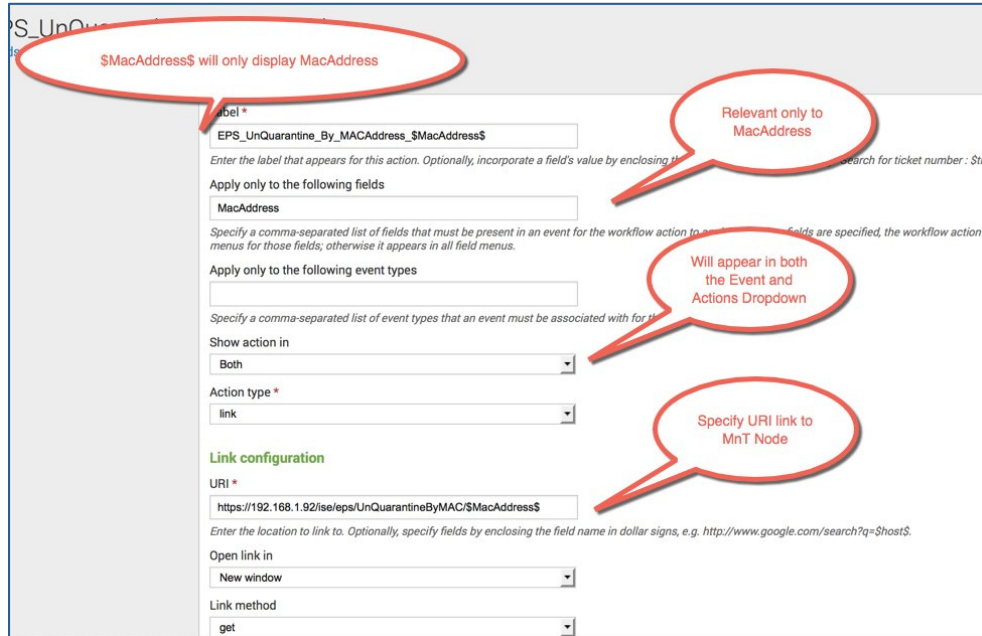 PS_UnQua
ds
$MacAddress$ will only display MacAddress
Label *
EPS_UnQuarantine_By_MACAddress_$MacAddress$
Enter the label that appears for this action. Optionally, incorporate a field's value by enclosing Search for ticket number : $ti
Relevant only to
MacAddress
Apply only to the following fields
MacAddress
Specify a comma-separated list of fields that must be present in an event for the workflow action to fields are specified, the workflow action
menus for those fields; otherwise it appears in all field menus.
Apply only to the following event types
Specify a comma-separated list of event types that an event must be associated with for
Will appear in both
the Event and
Actions Dropdown
Show action in
Both
Action type *
link
Specify URI link to
MnT Node
Link configuration
URI *
https://192.168.1.92/ise/eps/UnQuarantineByMAC/$MacAddress$
Enter the location to link to. Optionally, specify fields by enclosing the field name in dollar signs, e.g. http://www.google.com/search?q=$host$.
Open link in
New window
Link method
get